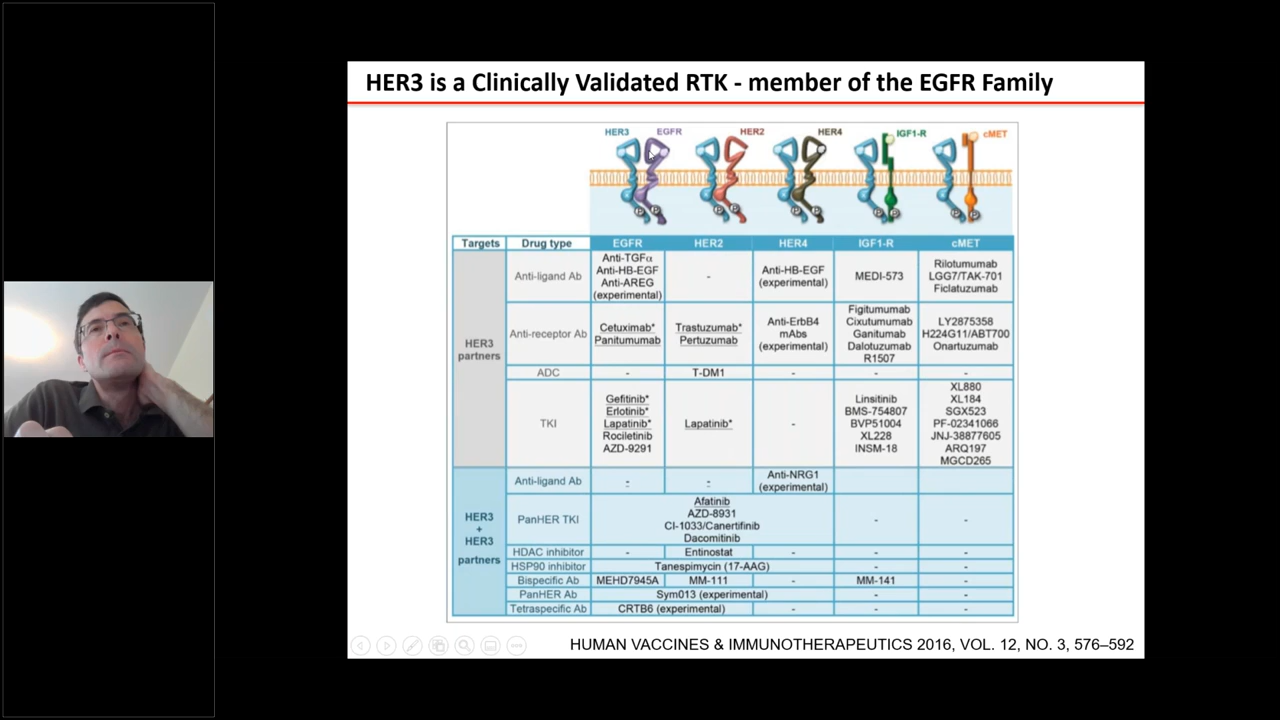 HER3 is a Clinically Validated RTK - member of the EGFR Family
HER3 EGFR HER2 HER4 IGF1-R cMET
P P P P P P P P P P
Targets Drug type EGFR HER2 HER4 IGF1-R cMET
HER3 partners
Anti-ligand Ab
Anti-TGFα
Anti-HB-EGF
Anti-AREG
(experimental)
-
Anti-HB-EGF
(experimental)
MEDI-573
Rilotumumab
LGG7/TAK-701
Ficlatuzumab
Anti-receptor Ab
Cetuximab*
Panitumumab
Trastuzumab*
Pertuzumab
Anti-ErbB4
mAbs
(experimental)
Figitumumab
Cixutumumab
Ganitumab
Dalotuzumab
R1507
LY2875358
H224G11/ABT700
Onartuzumab
ADC - T-DM1 - - -
TKI
Gefitinib*
Erlotinib*
Lapatinib*
Rociletinib
AZD-9291
Lapatinib*
-
Linsitinib
BMS-754807
BVP51004
XL228
INSM-18
XL880
XL184
SGX523
PF-02341066
JNJ-38877605
ARQ197
MGCD265
HER3
+
HER3
partners
Anti-ligand Ab - -
Anti-NRG1
(experimental)
PanHER TKI
Afatinib
AZD-8931
CI-1033/Canertifinib
Dacomitinib
- -
HDAC inhibitor - Entinostat - - -
HSP90 inhibitor Tanespimycin (17-AAG) - -
Bispecific Ab MEHD7945A MM-111 - MM-141 -
PanHER Ab Sym013 (experimental) - -
Tetraspecific Ab CRTB6 (experimental) - - -
HUMAN VACCINES & IMMUNOTHERAPEUTICS 2016, VOL. 12, NO. 3, 576–592